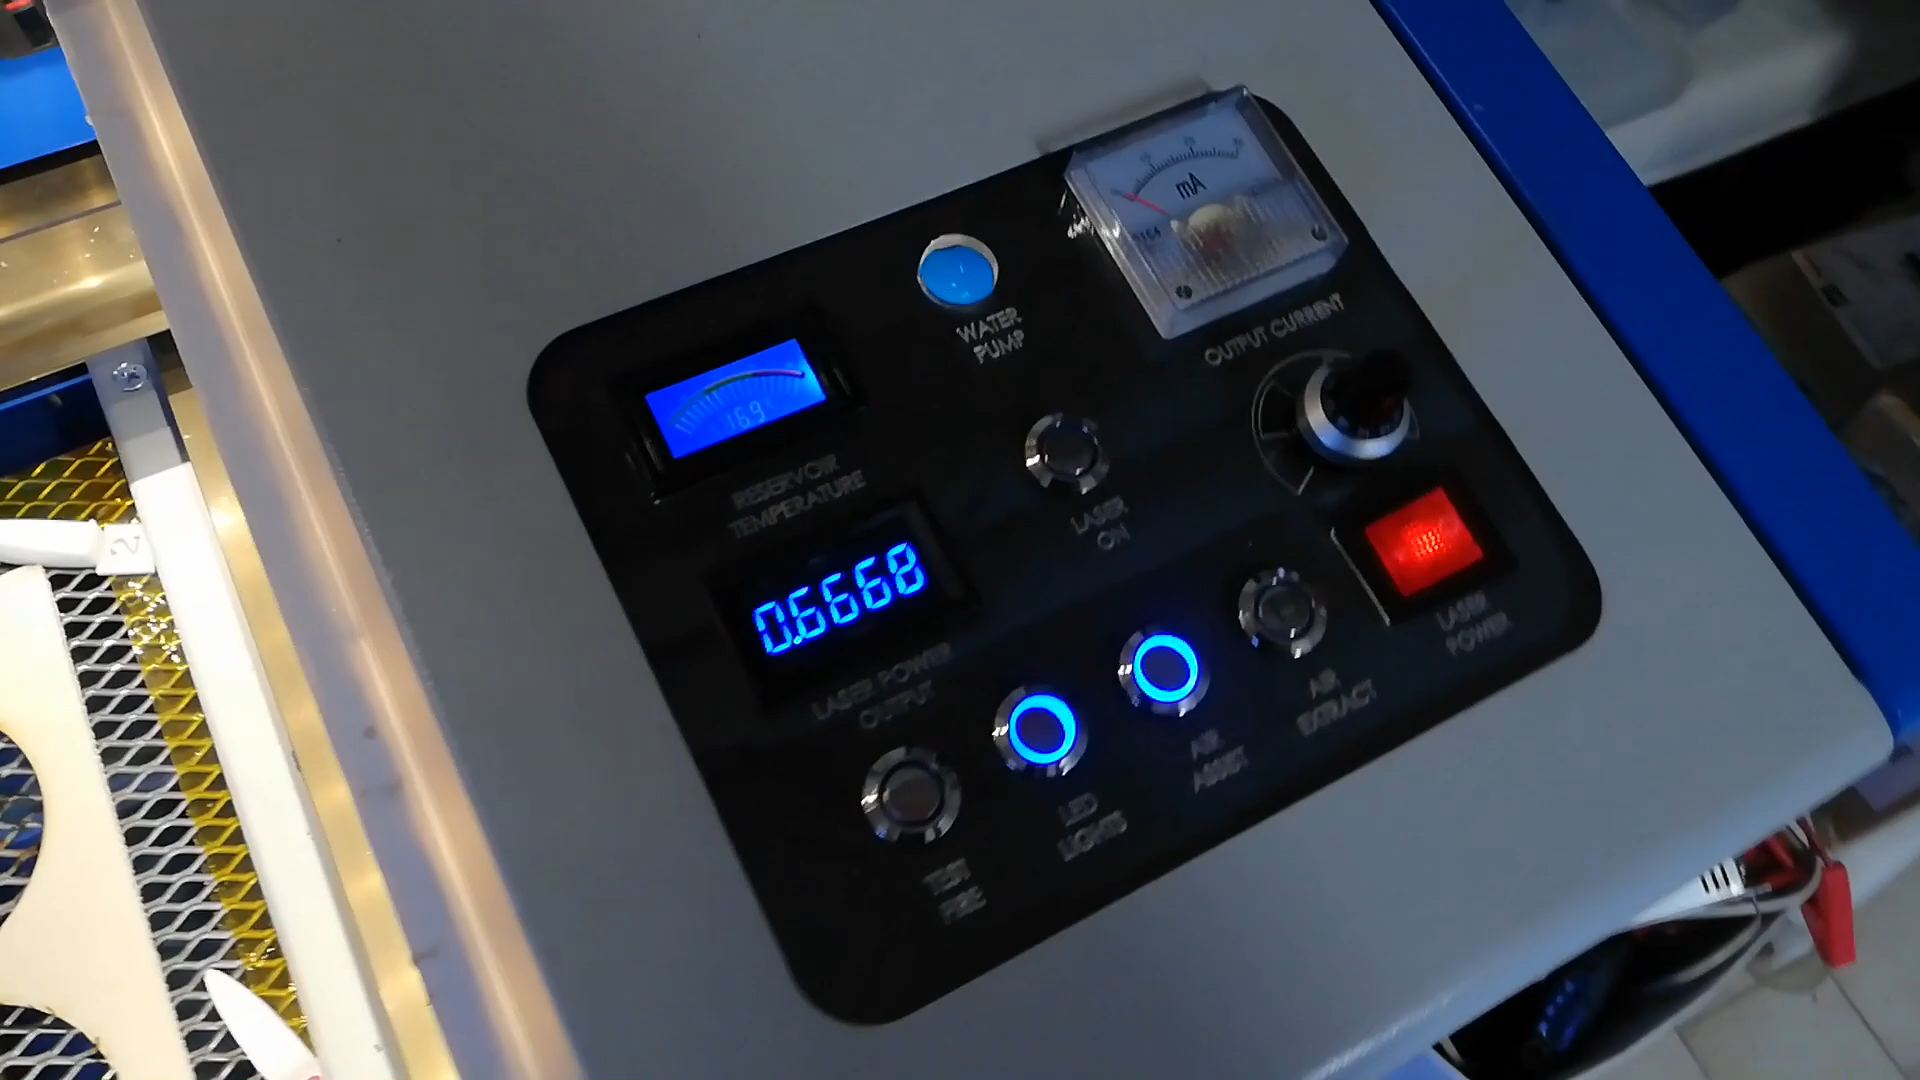 mA
OUTPUT CURRENT
WATER
PUMP
16.9
RESERVOIR
TEMPERATURE
LASER
ON
0.6668
LASER POWER
OUTPUT
LASER
POWER
AIR
EXTRACT
AIR
ASSIST
LED
LIGHTS
TEST
FIRE
2